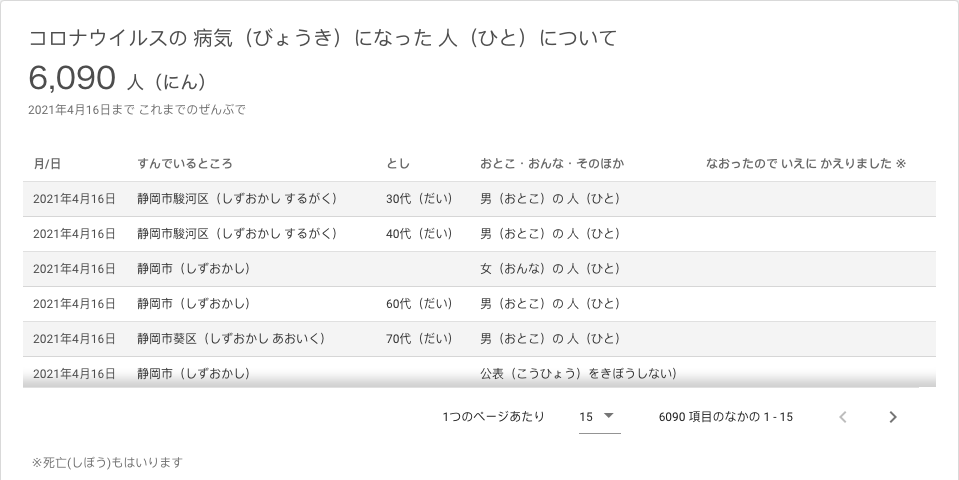 コロナウイルスの 病気（びょうき）になった 人（ひと）について
6,090 人（にん）
2021年4月16日まで これまでのぜんぶで
月/日 すんでいるところ とし おとこ・おんな・そのほか なおったので いえに かえりました ※
2021年4月16日 静岡市駿河区（しずおかし するがく） 30代（だい） 男（おとこ）の 人（ひと）
2021年4月16日 静岡市駿河区（しずおかし するがく） 40代（だい） 男（おとこ）の 人（ひと）
2021年4月16日 静岡市（しずおかし） 女（おんな）の 人（ひと）
2021年4月16日 静岡市（しずおかし） 60代（だい） 男（おとこ）の 人（ひと）
2021年4月16日 静岡市葵区（しずおかし あおいく） 70代（だい） 男（おとこ）の 人（ひと）
2021年4月16日 静岡市（しずおかし） 公表（こうひょう）をきぼうしない)
1つのページあたり 15 6090 項目のなかの 1 - 15
※死亡(しぼう)もはいります